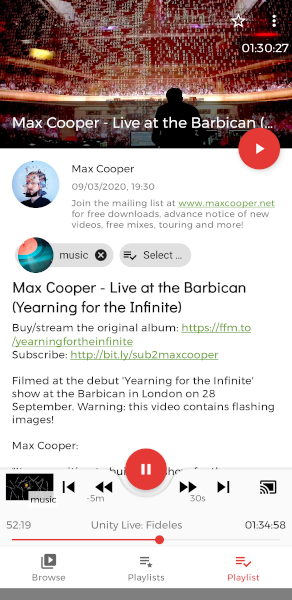 01:30:27
Max Cooper - Live at the Barbican (...
Max Cooper
09/03/2020, 19:30
Join the mailing list at www.maxcooper.net
for free downloads, advance notice of new
videos, free mixes, touring and more!
music
Select ...
Max Cooper - Live at the Barbican
(Yearning for the Infinite)
Buy/stream the original album: https://ffm.to
/yearningfortheinfinite
Subscribe: http://bit.ly/sub2maxcooper
Filmed at the debut 'Yearning for the Infinite'
show at the Barbican in London on 28
September. Warning: this video contains flashing
images!
Max Cooper:
music
-5m
30s
52:19
Unity Live: Fideles
01:34:58
Browse
Playlists
Playlist